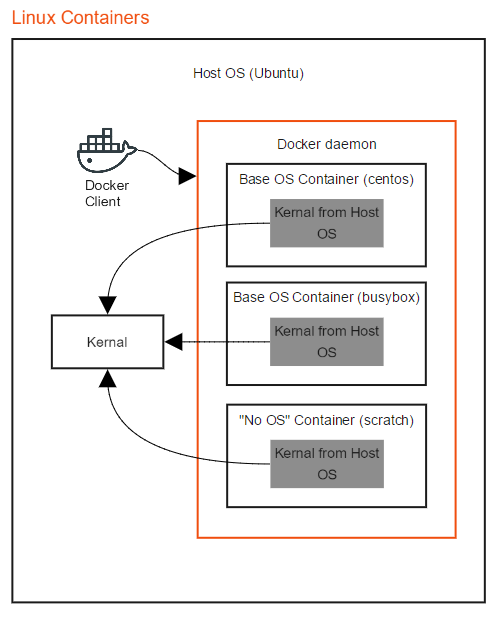 Linux Containers
Host OS (Ubuntu)
Docker daemon
Docker
Client
Base OS Container (centos)
Kernal from Host
OS
Base OS Container (busybox)
Kernal from Host
OS
Kernal
"No OS" Container (scratch)
Kernal from Host
OS